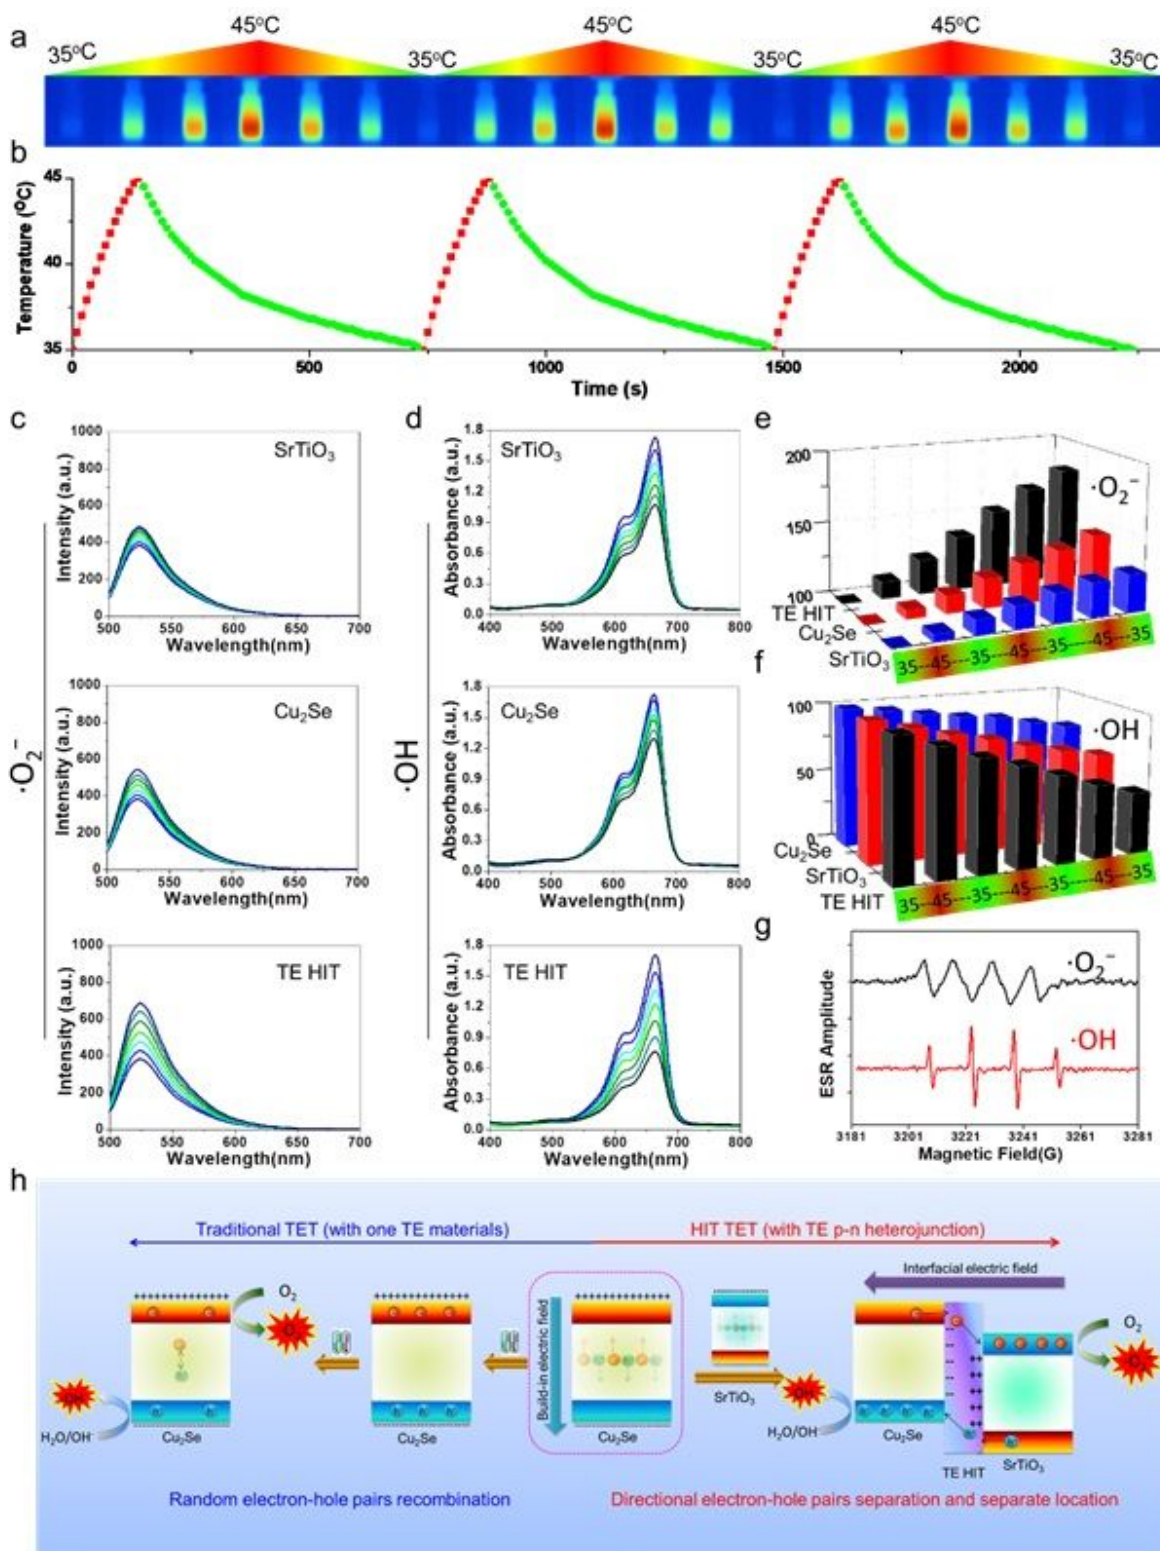 a
35°C
45°C
35°C
45°C
35°C
45°C
35°C
b
Temperature (°C)
45
40
35
0
500
1000
1500
2000
Time (s)
c
·O₂⁻
SrTiO₃
Intensity (a.u.)
1000
800
600
400
200
0
500
550
600
650
700
Wavelength(nm)
Cu₂Se
Intensity (a.u.)
1000
800
600
400
200
0
500
550
600
650
700
Wavelength(nm)
TE HIT
Intensity (a.u.)
1000
800
600
400
200
0
500
550
600
650
700
Wavelength(nm)
d
·OH
SrTiO₃
Absorbance (a.u.)
1.8
1.5
1.2
0.9
0.6
0.3
0.0
400
500
600
700
800
Wavelength(nm)
Cu₂Se
Absorbance (a.u.)
1.8
1.5
1.2
0.9
0.6
0.3
0.0
400
500
600
700
800
Wavelength(nm)
TE HIT
Absorbance (a.u.)
1.8
1.5
1.2
0.9
0.6
0.3
0.0
400
500
600
700
800
Wavelength(nm)
e
200
150
100
·O₂⁻
TE HIT
Cu₂Se
SrTiO₃
35--45---35---45----35----45---35
f
100
50
0
·OH
Cu₂Se
SrTiO₃
TE HIT
35--45---35---45---35----45---35
g
ESR Amplitude
·O₂⁻
·OH
3181
3201
3221
3241
3261
3281
Magnetic Field(G)
h
Traditional TET (with one TE materials)
HIT TET (with TE p-n heterojunction)
Interfacial electric field
O₂
·OH
H₂O/OH
Cu₂Se
Cu₂Se
Build-in electric field
Cu₂Se
SrTiO₃
·OH
H₂O/OH
Cu₂Se
TE HIT
SrTiO₃
O₂
Random electron-hole pairs recombination
Directional electron-hole pairs separation and separate location